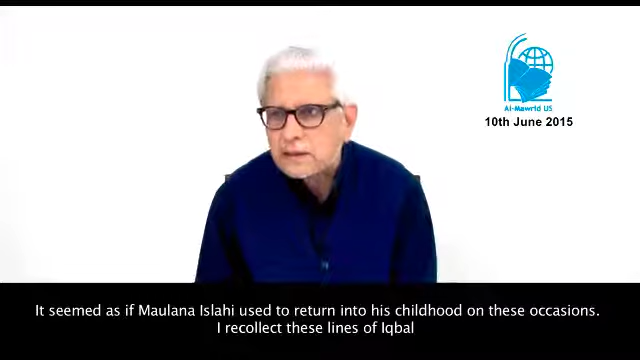 Al-Mawrid US
10th June 2015
It seemed as if Maulana Islahi used to return into his childhood on these occasions.
I recollect these lines of Iqbal